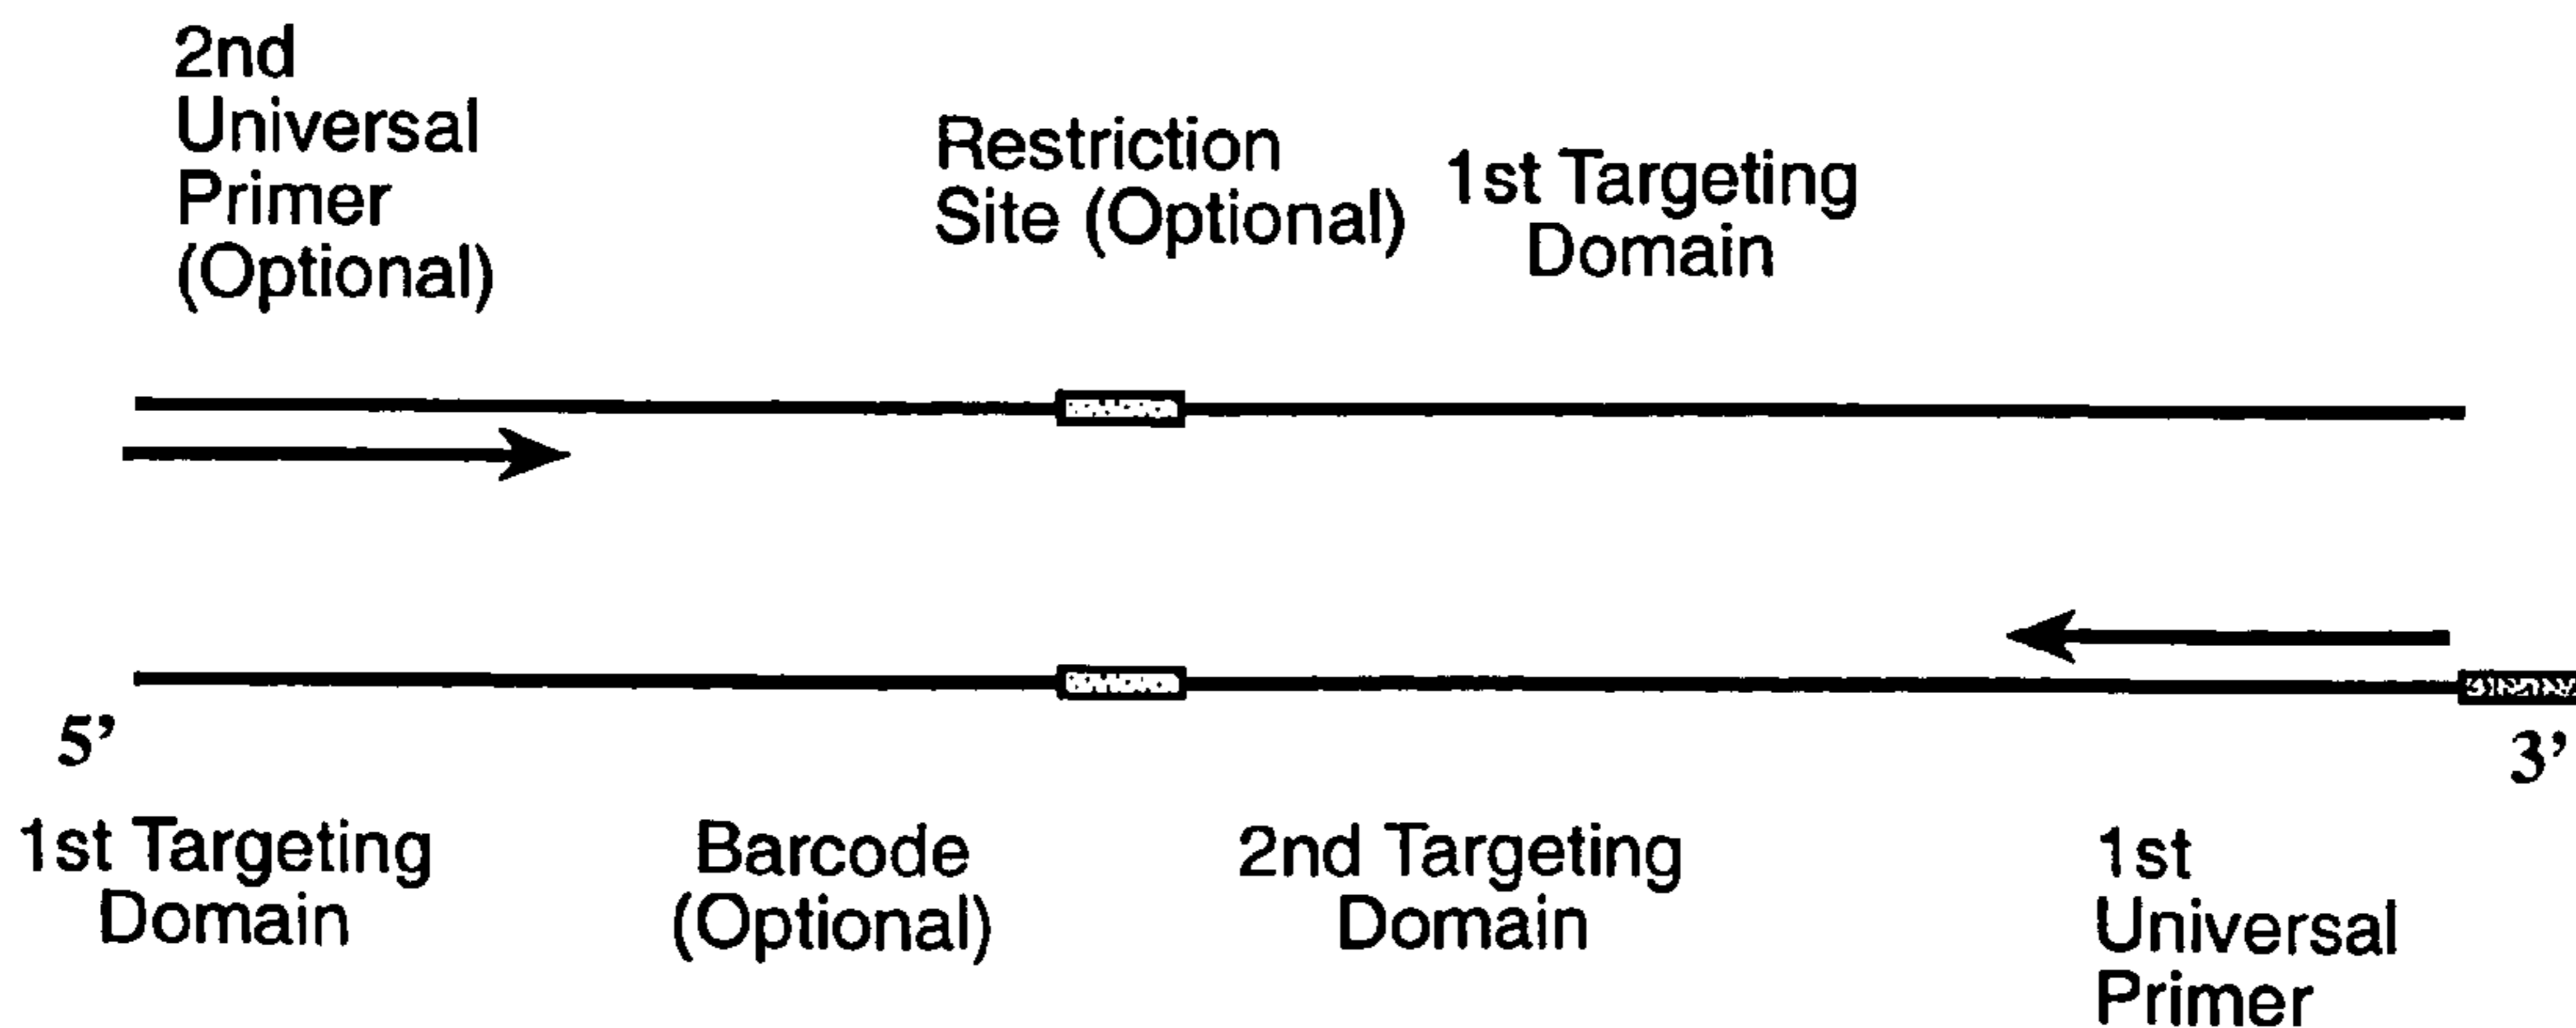 2nd
Universal
Primer
(Optional)
Restriction
Site (Optional)
1st Targeting
Domain
5’
3’
1st Targeting
Domain
Barcode
(Optional)
2nd Targeting
Domain
1st
Universal
Primer